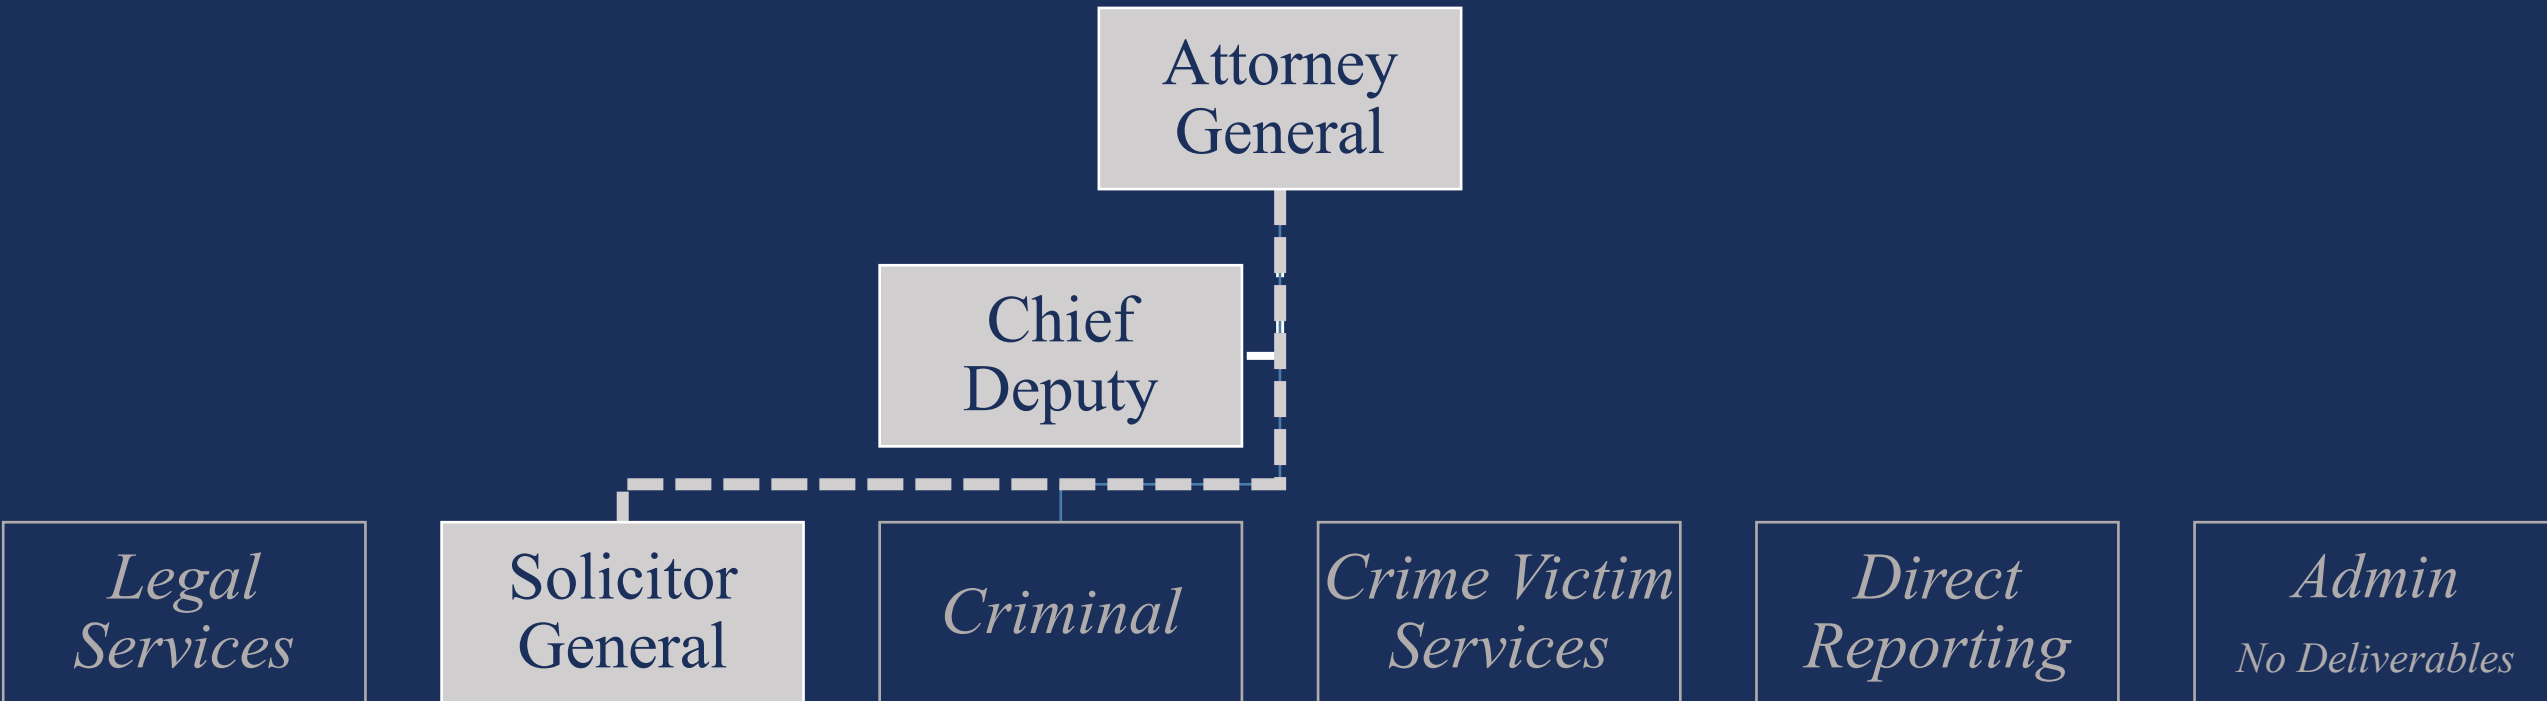 Attorney
General
Chief
Deputy
Legal
Services
Solicitor
General
Criminal
Crime Victim
Services
Direct
Reporting
Admin
No Deliverables